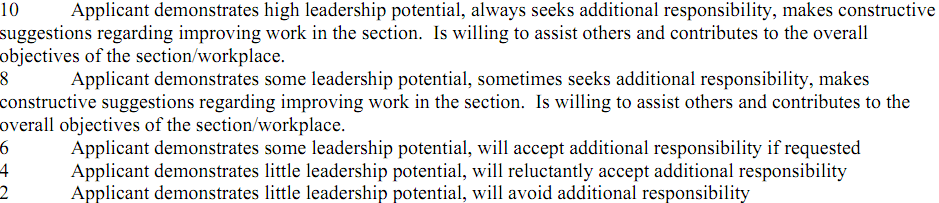 10 Applicant demonstrates high leadership potential, always seeks additional responsibility, makes constructive
suggestions regarding improving work in the section. Is willing to assist others and contributes to the overall
objectives of the section/workplace.
8 Applicant demonstrates some leadership potential, sometimes seeks additional responsibility, makes
constructive suggestions regarding improving work in the section. Is willing to assist others and contributes to the
overall objectives of the section/workplace.
6 Applicant demonstrates some leadership potential, will accept additional responsibility if requested
4 Applicant demonstrates little leadership potential, will reluctantly accept additional responsibility
2 Applicant demonstrates little leadership potential, will avoid additional responsibility